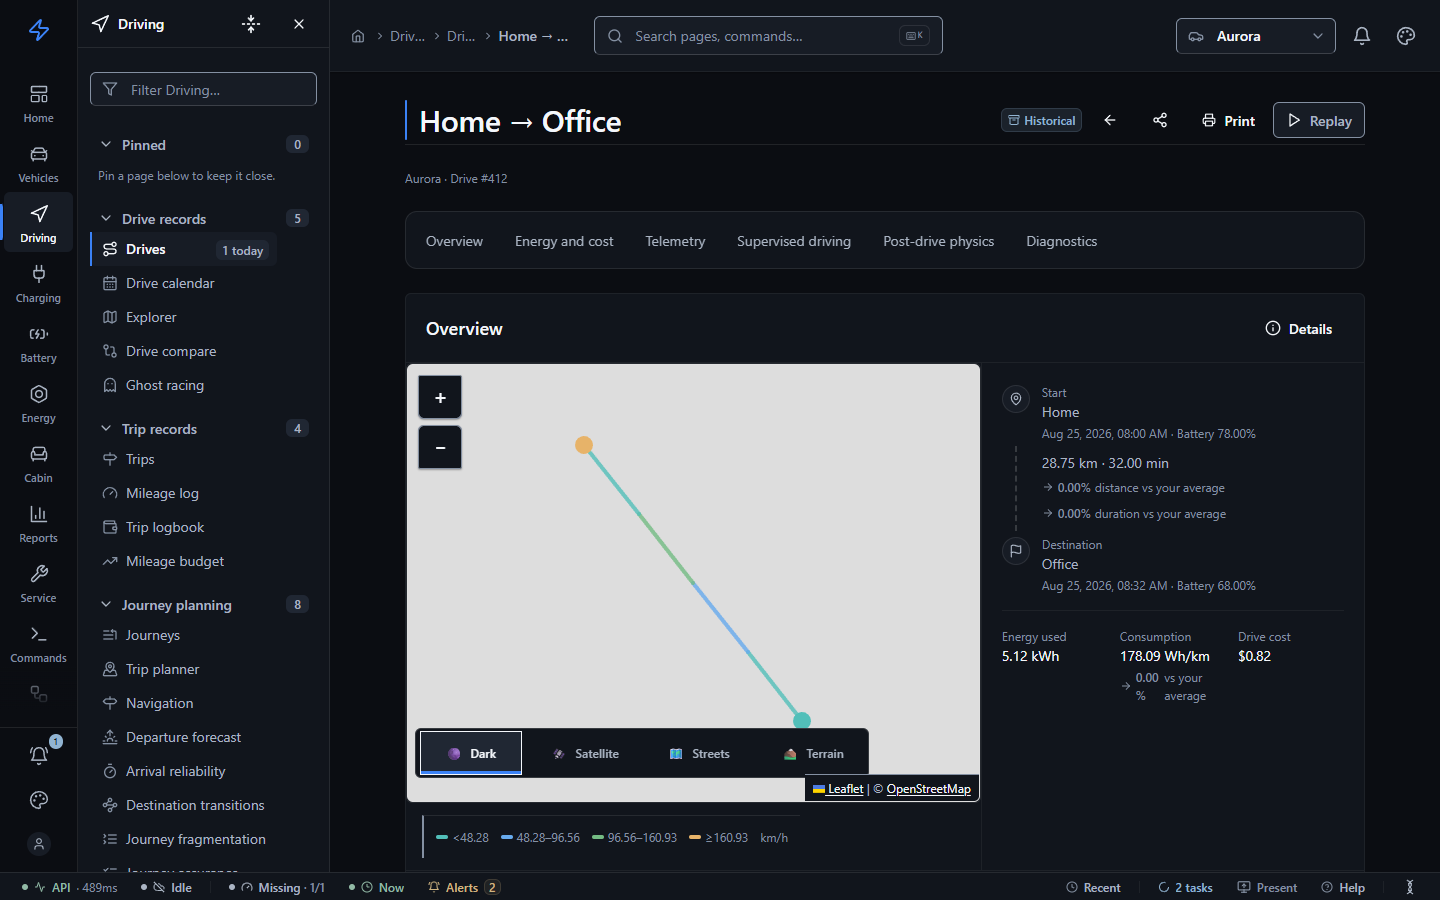 Driving
Driv...
Dri...
Home → ...
Search pages, commands...
K
Aurora
Home
Vehicles
Driving
Charging
Battery
Energy
Cabin
Reports
Service
Commands
1
Filter Driving...
Pinned 0
Pin a page below to keep it close.
Drive records 5
Drives 1 today
Drive calendar
Explorer
Drive compare
Ghost racing
Trip records 4
Trips
Mileage log
Trip logbook
Mileage budget
Journey planning 8
Journeys
Trip planner
Navigation
Departure forecast
Arrival reliability
Destination transitions
Journey fragmentation
Home → Office
Historical
Print
Replay
Aurora · Drive #412
Overview
Energy and cost
Telemetry
Supervised driving
Post-drive physics
Diagnostics
Overview
Details
+
−
Dark
Satellite
Streets
Terrain
Leaflet | © OpenStreetMap
<48.28
48.28–96.56
96.56–160.93
≥160.93
km/h
Start
Home
Aug 25, 2026, 08:00 AM · Battery 78.00%
28.75 km · 32.00 min
→ 0.00% distance vs your average
→ 0.00% duration vs your average
Destination
Office
Aug 25, 2026, 08:32 AM · Battery 68.00%
Energy used
5.12 kWh
Consumption
178.09 Wh/km
→ 0.00 % vs your average
Drive cost
$0.82
API · 489ms
Idle
Missing · 1/1
Now
Alerts 2
Recent
2 tasks
Present
Help